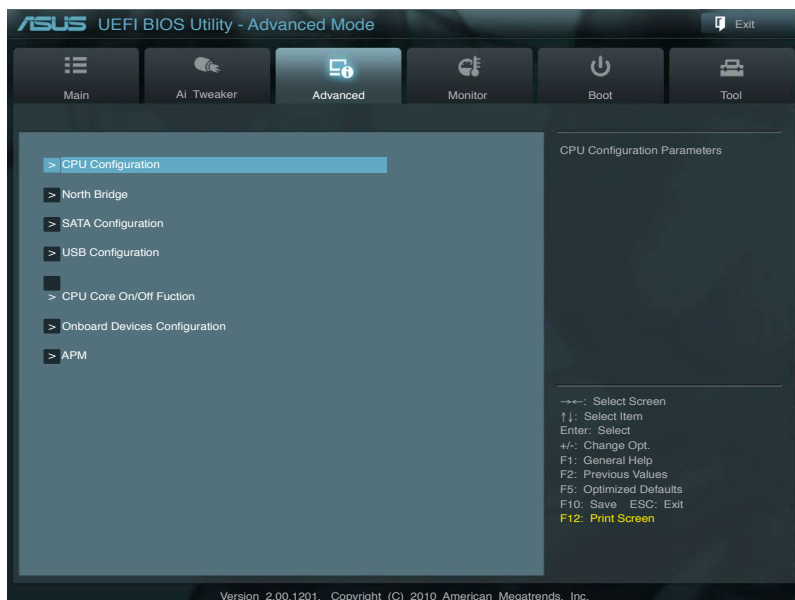 ASUS UEFI BIOS Utility - Advanced Mode
Exit
Main
Ai Tweaker
Advanced
Monitor
Boot
Tool
> CPU Configuration
> North Bridge
> SATA Configuration
> USB Configuration
> CPU Core On/Off Fuction
> Onboard Devices Configuration
> APM
CPU Configuration Parameters
→←: Select Screen
↑↓: Select Item
Enter: Select
+/-: Change Opt.
F1: General Help
F2: Previous Values
F5: Optimized Defaults
F10: Save ESC: Exit
F12: Print Screen
Version 2.00.1201. Copyright (C) 2010 American Megatrends, Inc.